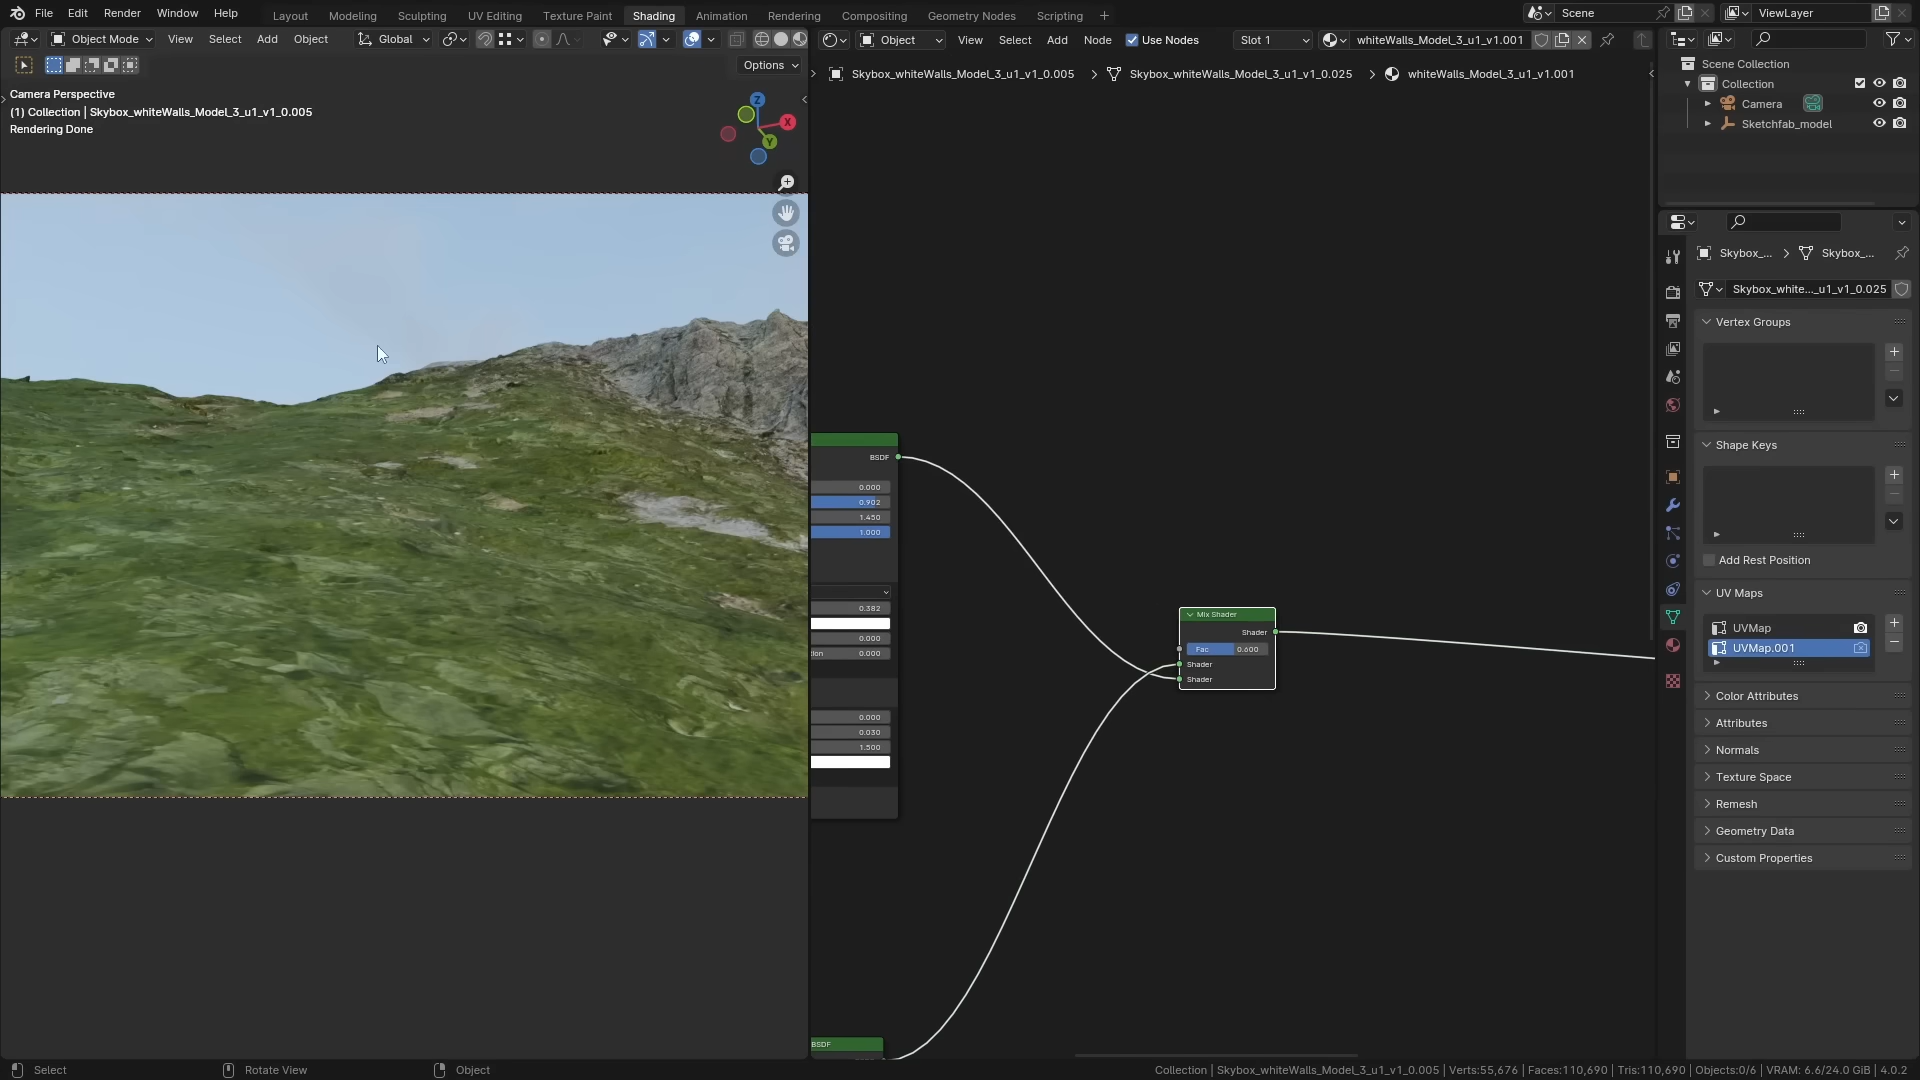 File Edit Render Window Help Layout Modeling Sculpting UV Editing Texture Paint Shading Animation Rendering Compositing Geometry Nodes Scripting + Scene ViewLayer
Object Mode View Select Add Object Global
Object View Select Add Node Use Nodes Slot 1 whiteWalls_Model_3_u1_v1.001
Options
Skybox_whiteWalls_Model_3_u1_v1_0.005 > Skybox_whiteWalls_Model_3_u1_v1_0.025 > whiteWalls_Model_3_u1_v1.001
Camera Perspective
(1) Collection | Skybox_whiteWalls_Model_3_u1_v1_0.005
Rendering Done
Z
X
Y
BSDF
0.000
0.902
1.450
1.000
0.382
0.000
0.000
0.000
0.030
1.500
BSDF
Mix Shader
Shader
Fac 0.600
Shader
Shader
Scene Collection
Collection
Camera
Sketchfab_model
Skybox_... > Skybox_...
Skybox_white..._u1_v1_0.025
Vertex Groups
Shape Keys
Add Rest Position
UV Maps
UVMap
UVMap.001
Color Attributes
Attributes
Normals
Texture Space
Remesh
Geometry Data
Custom Properties
Select Rotate View Object
Collection | Skybox_whiteWalls_Model_3_u1_v1_0.005 | Verts:55,676 | Faces:110,690 | Tris:110,690 | Objects:0/6 | VRAM: 6.6/24.0 GiB | 4.0.2